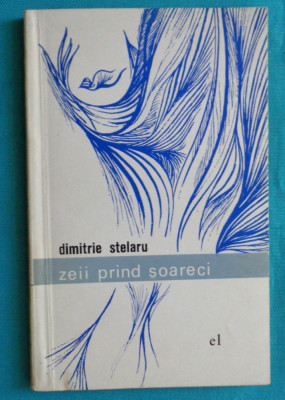 dimitrie stelaru
zeii prind șoareci
el